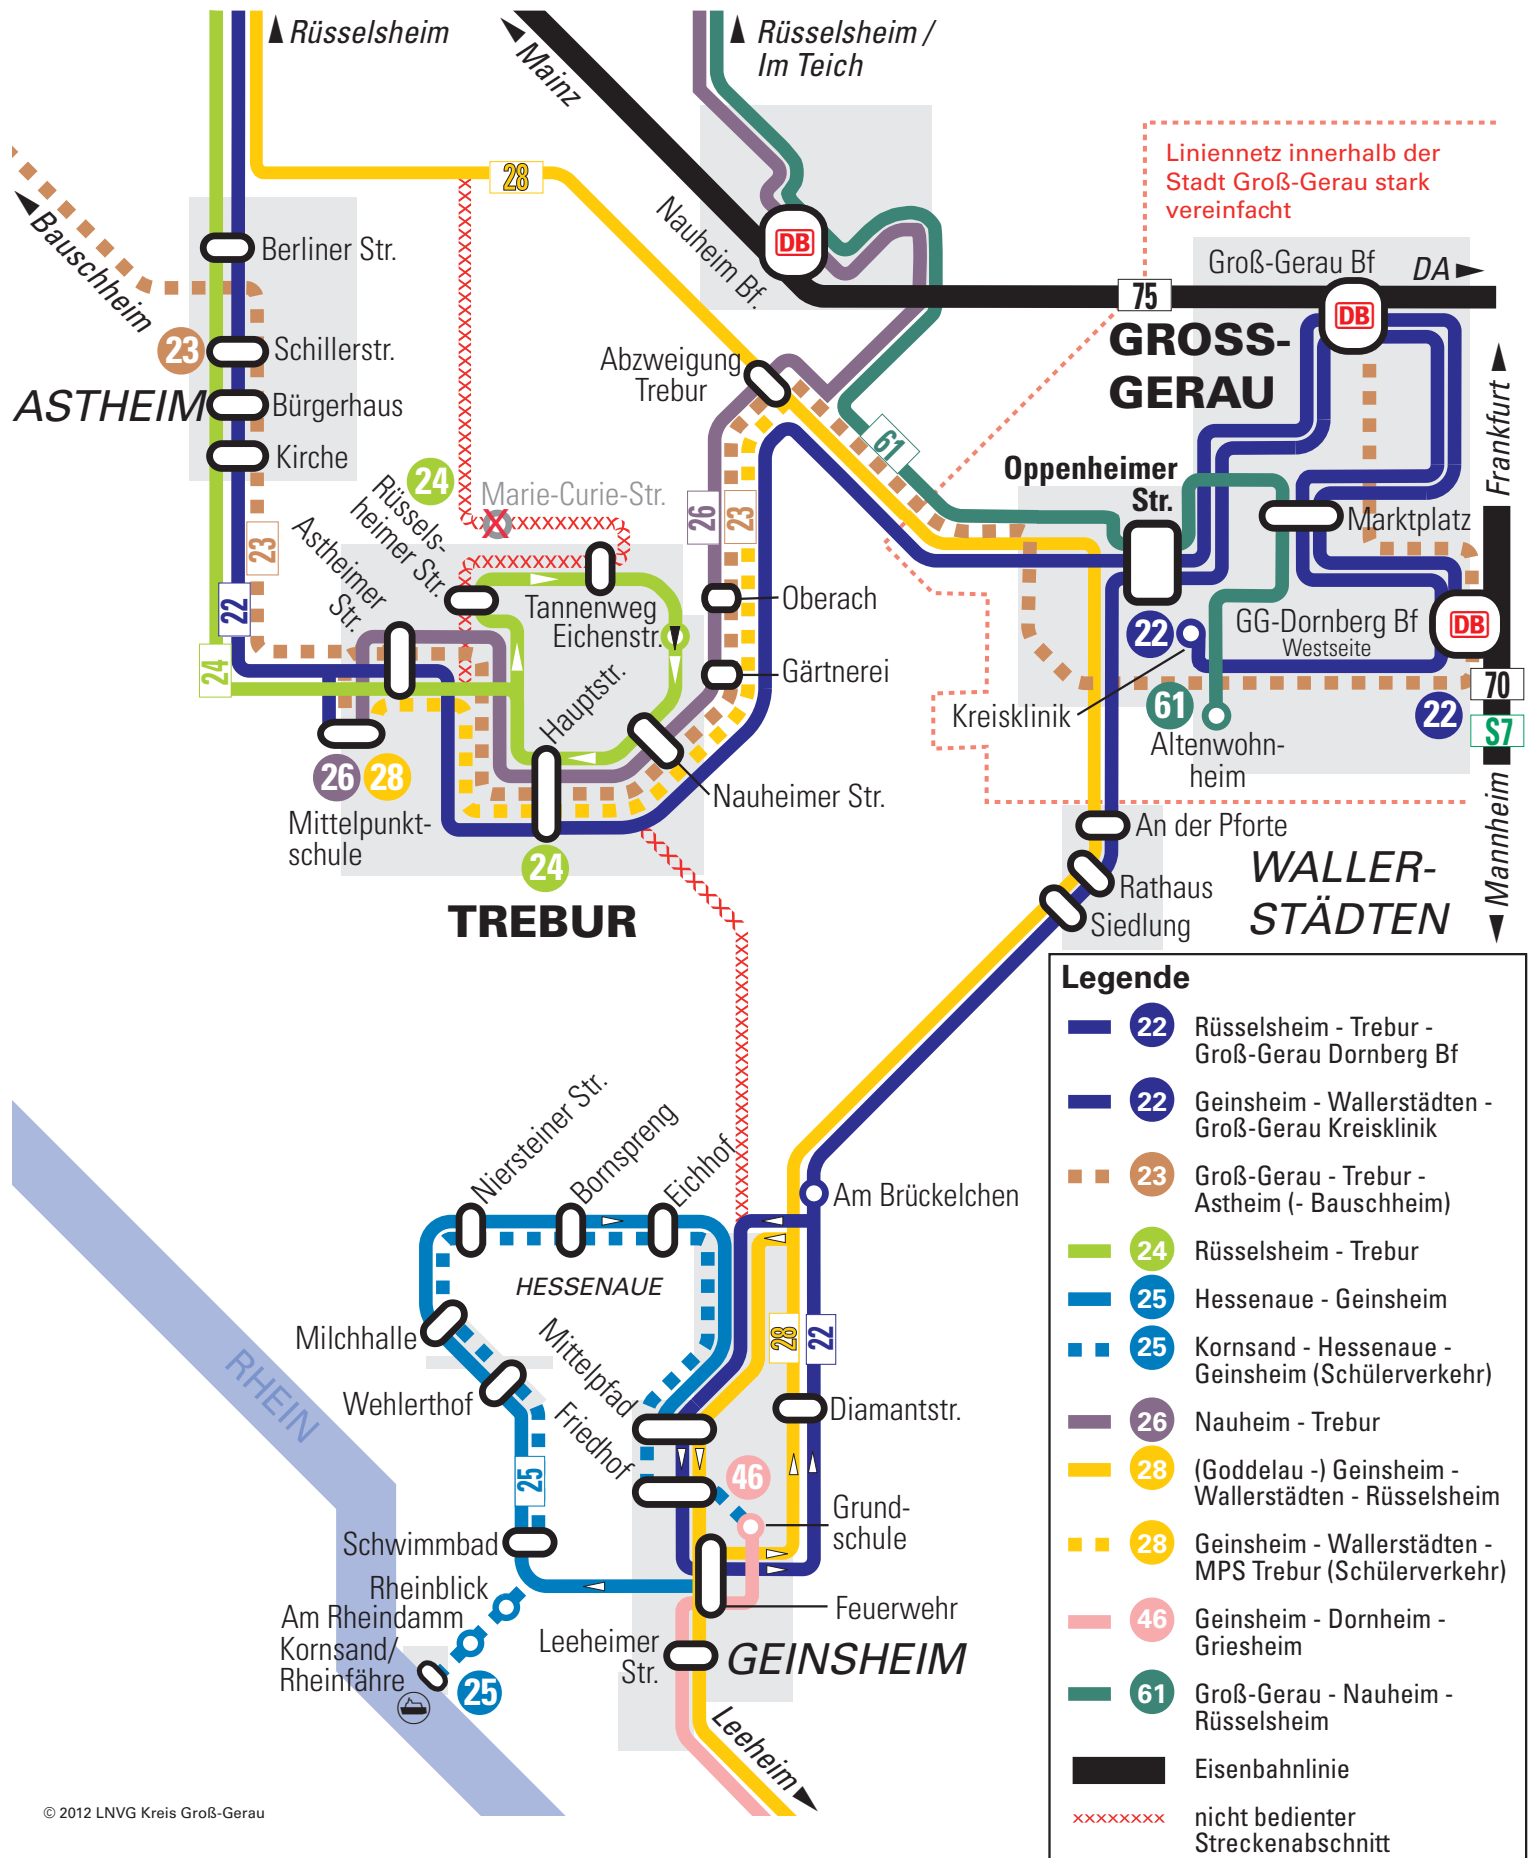 Rüsselsheim
Mainz
Rüsselsheim /
Im Teich
28
Liniennetz innerhalb der
Stadt Groß-Gerau stark
vereinfacht
Bauschheim
Berliner Str.
Nauheim Bf.
DB
Groß-Gerau Bf
DA
75
DB
23
Schillerstr.
ASTHEIM
Bürgerhaus
Kirche
Abzweigung
Trebur
GROSS-
GERAU
Frankfurt
61
24
Marie-Curie-Str.
X
Rüssels-
heimer Str.
Astheimer
Str.
26
23
Oppenheimer
Str.
Marktplatz
23
22
24
Tannenweg
Eichenstr.
Oberach
Gärtnerei
22
GG-Dornberg Bf
Westseite
DB
Kreisklinik
61
Altenwohn-
heim
22
70
S7
Mannheim
Hauptstr.
26
28
Mittelpunkt-
schule
Nauheimer Str.
24
TREBUR
An der Pforte
Rathaus
Siedlung
WALLER-
STÄDTEN
Niersteiner Str.
Bornspreng
Eichhof
Am Brückelchen
HESSENAUE
Milchhalle
Wehlerthof
Mittelpfad
Friedhof
28
22
Diamantstr.
RHEIN
25
46
Grund-
schule
Schwimmbad
Rheinblick
Am Rheindamm
Kornsand/
Rheinfähre
25
Feuerwehr
Leeheimer
Str.
GEINSHEIM
Leeheim
Legende
22 Rüsselsheim - Trebur -
Groß-Gerau Dornberg Bf
22 Geinsheim - Wallerstädten -
Groß-Gerau Kreisklinik
23 Groß-Gerau - Trebur -
Astheim (- Bauschheim)
24 Rüsselsheim - Trebur
25 Hessenaue - Geinsheim
25 Kornsand - Hessenaue -
Geinsheim (Schülerverkehr)
26 Nauheim - Trebur
28 (Goddelau -) Geinsheim -
Wallerstädten - Rüsselsheim
28 Geinsheim - Wallerstädten -
MPS Trebur (Schülerverkehr)
46 Geinsheim - Dornheim -
Griesheim
61 Groß-Gerau - Nauheim -
Rüsselsheim
Eisenbahnlinie
nicht bedienter
Streckenabschnitt
© 2012 LNVG Kreis Groß-Gerau